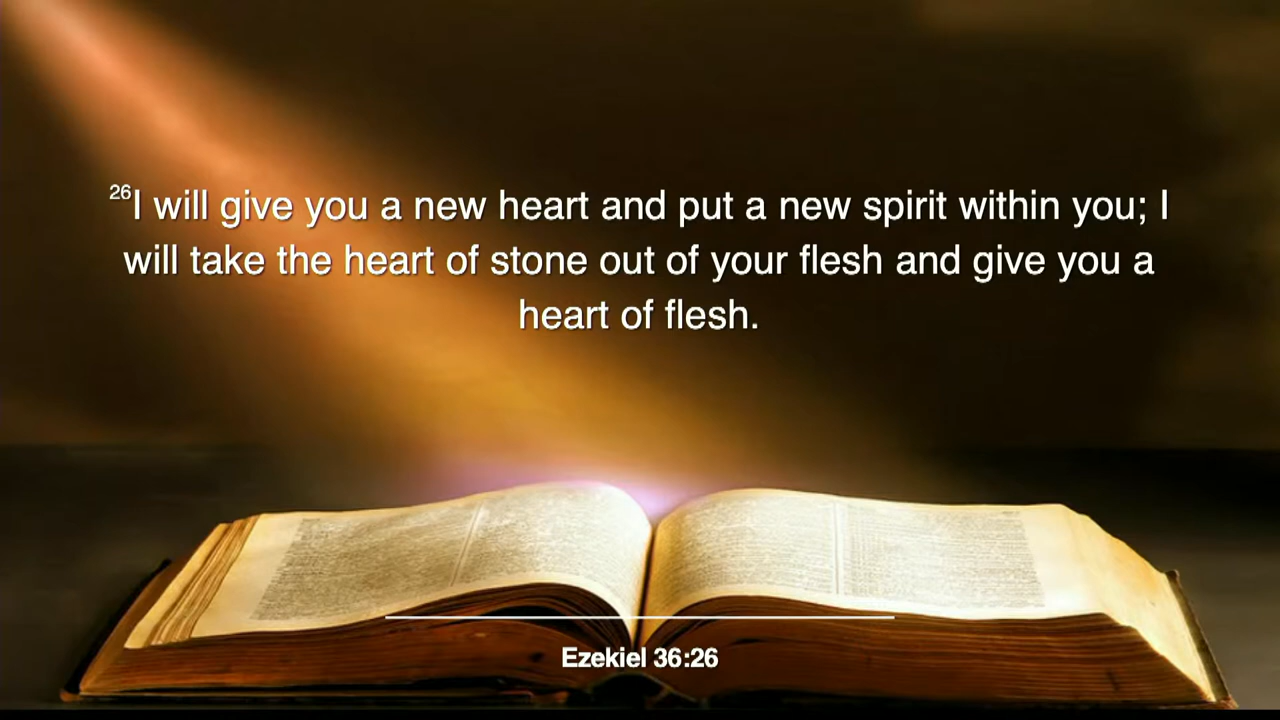 26I will give you a new heart and put a new spirit within you; I
will take the heart of stone out of your flesh and give you a
heart of flesh.
Ezekiel 36:26